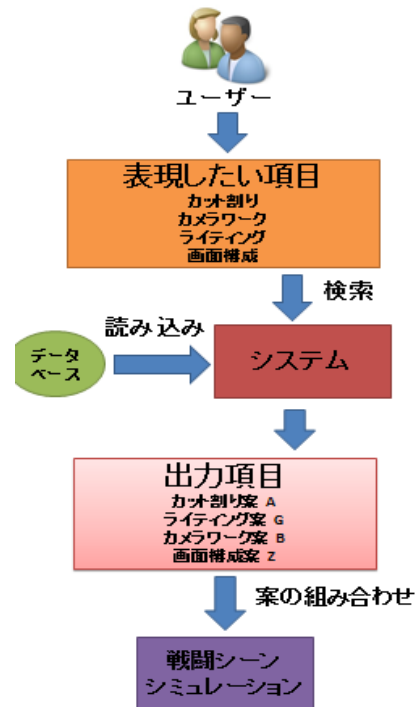 ユーザー
表現したい項目
カット割り
カメラワーク
ライティング
画面構成
検索
読み込み
データ
ベース
システム
出力項目
カット割り案 A
ライティング案 G
カメラワーク案 B
画面構成案 Z
案の組み合わせ
戦闘シーン
シミュレーション